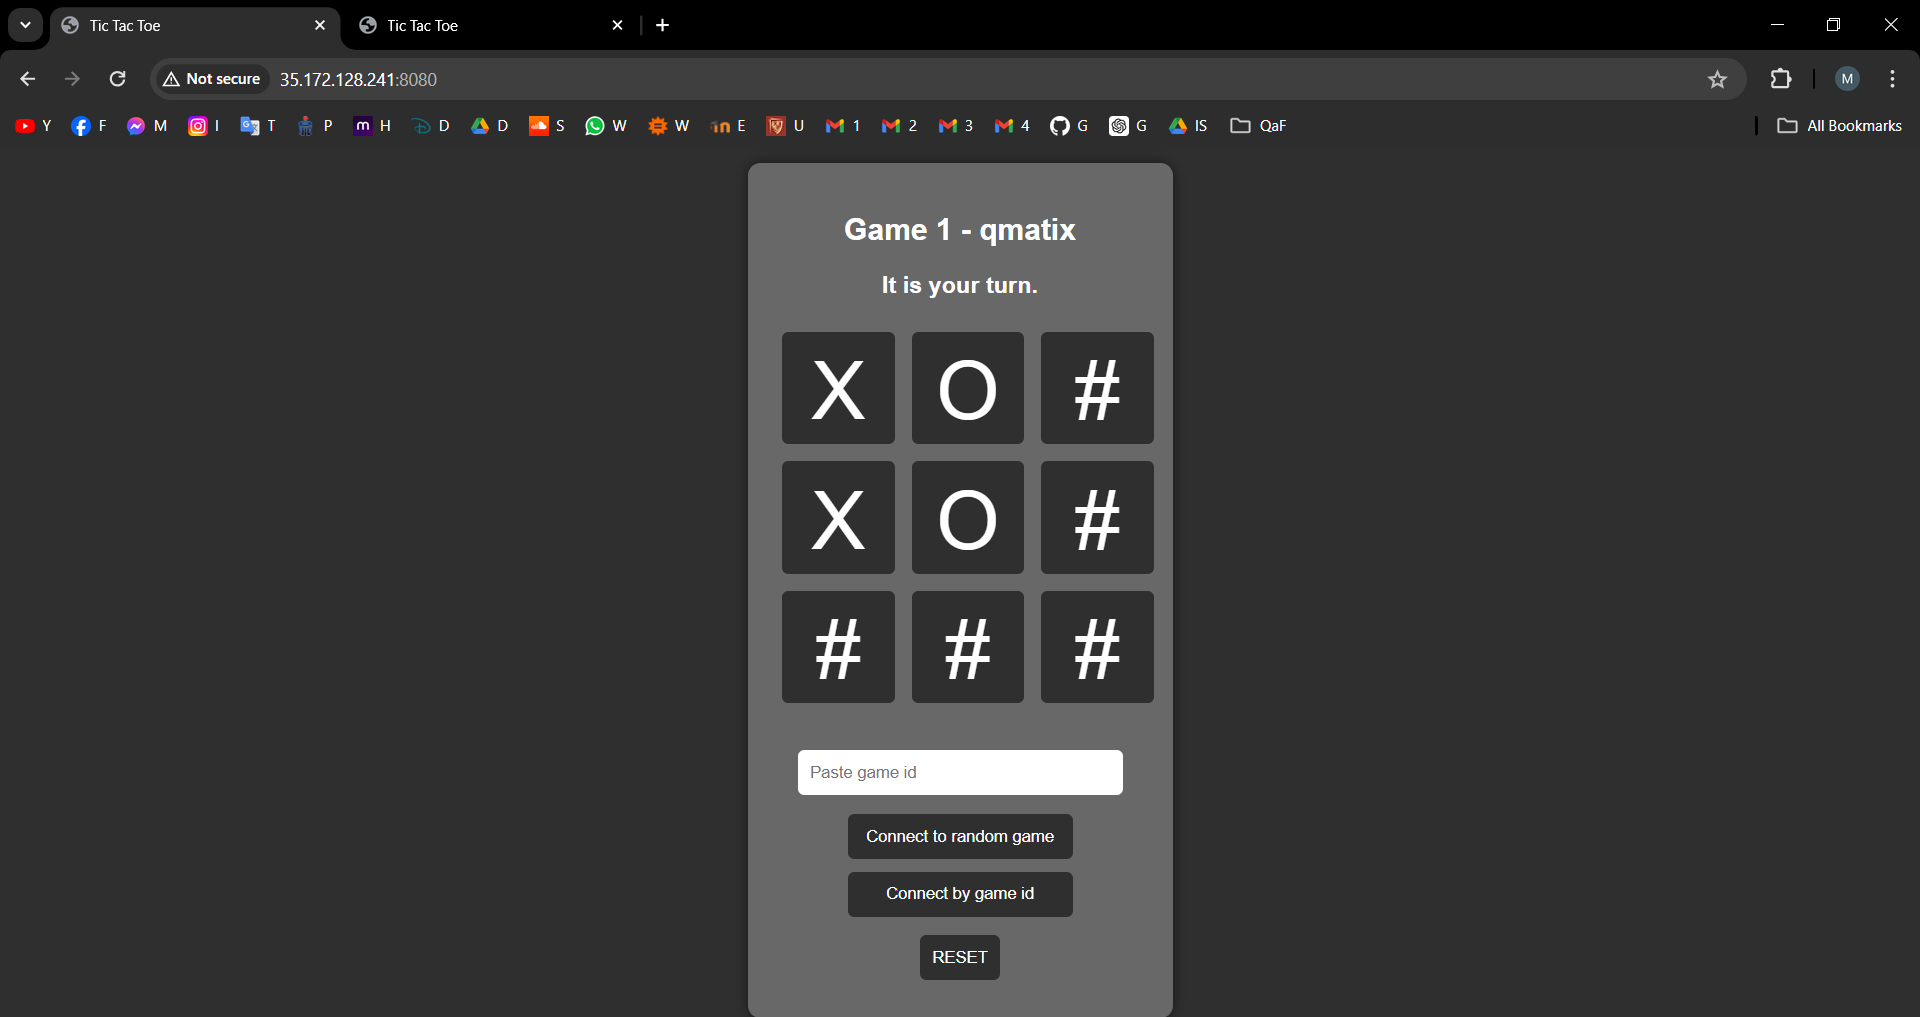 Tic Tac Toe
Tic Tac Toe
Not secure
35.172.128.241:8080
M
Y F M I T P H D D S W W E U 1 2 3 4 G G IS QaF All Bookmarks
Game 1 - qmatix
It is your turn.
X O #
X O #
# # #
Paste game id
Connect to random game
Connect by game id
RESET